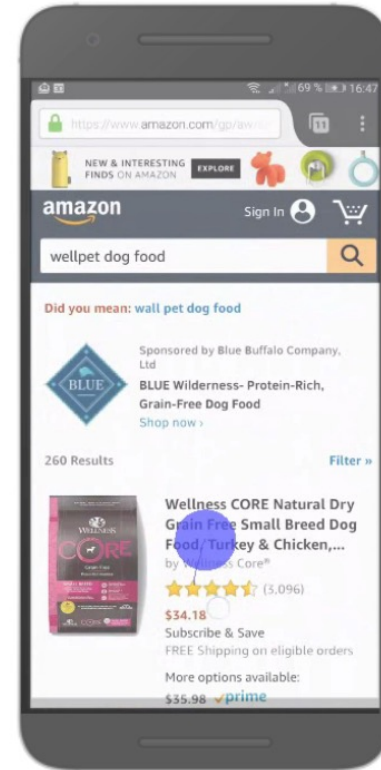 69 % 16:47
https://www.amazon.com/gp/aw/s
11
NEW & INTERESTING
FINDS ON AMAZON
EXPLORE
amazon
Sign In
wellpet dog food
Did you mean: wall pet dog food
Sponsored by Blue Buffalo Company,
Ltd
BLUE
BLUE Wilderness- Protein-Rich,
Grain-Free Dog Food
Shop now ›
260 Results
Filter »
Wellness CORE Natural Dry
Grain Free Small Breed Dog
Food/Turkey & Chicken,...
by Wellness Core®
(3,096)
$34.18
Subscribe & Save
FREE Shipping on eligible orders
More options available:
$35.98 prime
WELLNESS
CORE